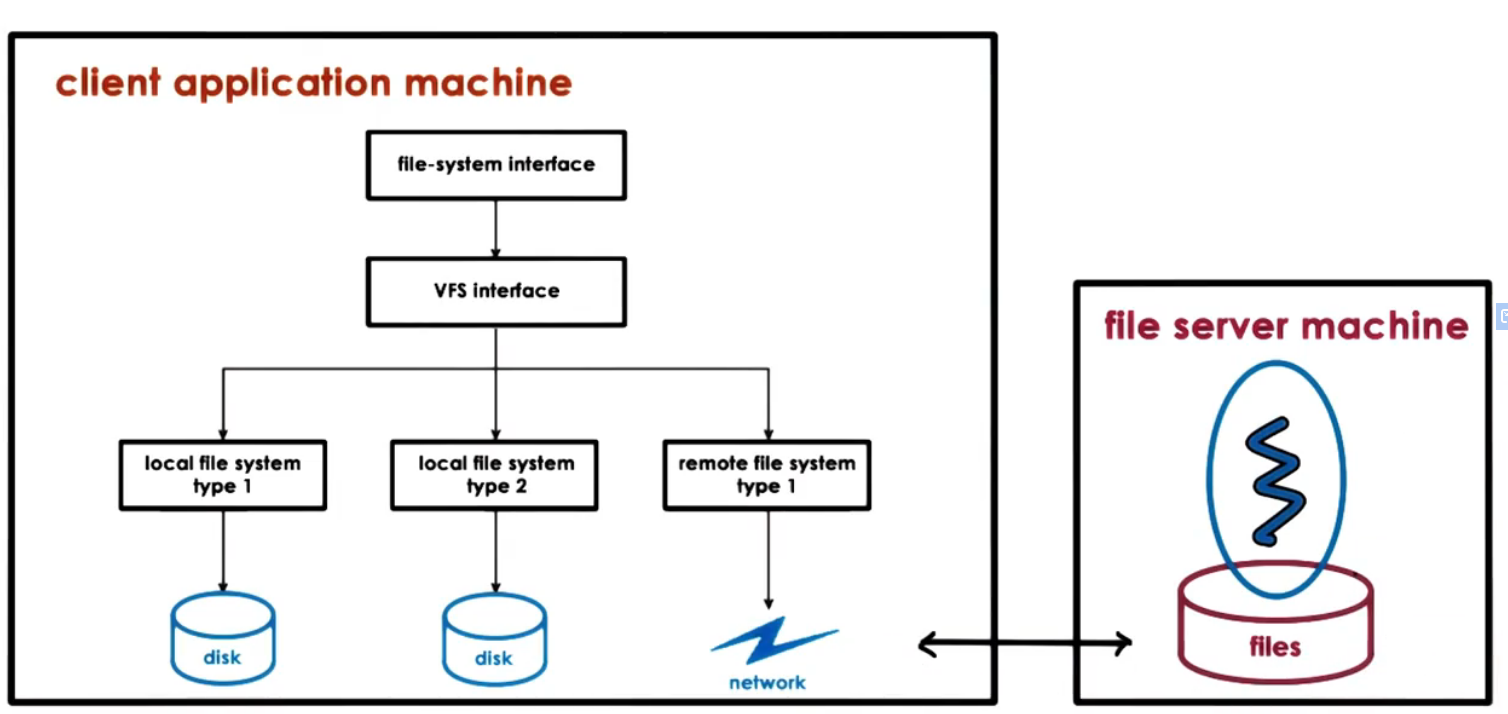 client application machine
file-system interface
VFS interface
local file system
type 1
local file system
type 2
remote file system
type 1
disk
disk
network
file server machine
files